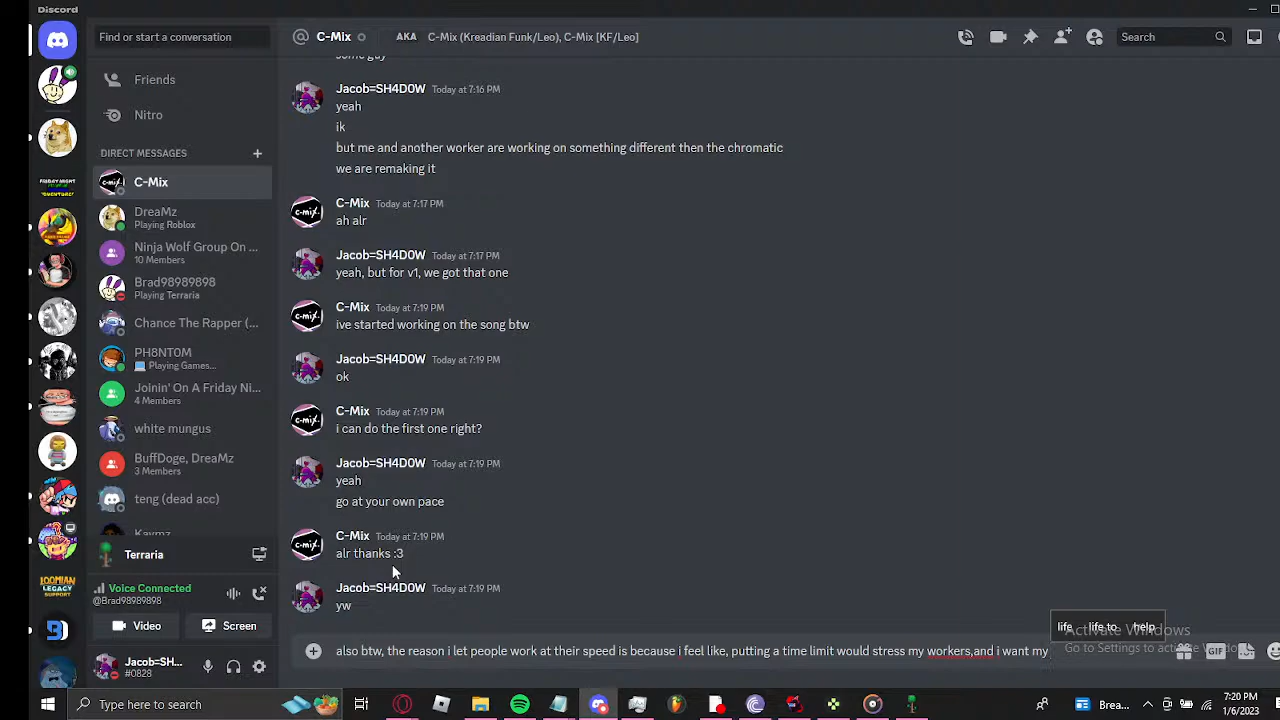 Discord
Find or start a conversation
C-Mix
AKA
C-Mix (Kreadian Funk/Leo), C-Mix [KF/Leo]
Search
Friends
Nitro
DIRECT MESSAGES
C-Mix
DreaMz
Playing Roblox
Ninja Wolf Group On ...
10 Members
Brad98989898
Playing Terraria
Chance The Rapper (...
PH8NT0M
Playing Games...
Joinin' On A Friday Ni...
4 Members
white mungus
BuffDoge, DreaMz
3 Members
teng (dead acc)
Kaymz
Terraria
Voice Connected
@Brad98989898
Video
Screen
Jacob=SH...
#0828
some guy
Jacob=SH4D0W Today at 7:16 PM
yeah
ik
but me and another worker are working on something different then the chromatic
we are remaking it
C-Mix Today at 7:17 PM
ah alr
Jacob=SH4D0W Today at 7:17 PM
yeah, but for v1, we got that one
C-Mix Today at 7:19 PM
ive started working on the song btw
Jacob=SH4D0W Today at 7:19 PM
ok
C-Mix Today at 7:19 PM
i can do the first one right?
Jacob=SH4D0W Today at 7:19 PM
yeah
go at your own pace
C-Mix Today at 7:19 PM
alr thanks :3
Jacob=SH4D0W Today at 7:19 PM
yw
life life to help
also btw, the reason i let people work at their speed is because i feel like, putting a time limit would stress my workers,and i want my
GIF
Activate Windows
Go to Settings to activate Windows.
Type here to search
Brea...
7:20 PM
1/6/2023